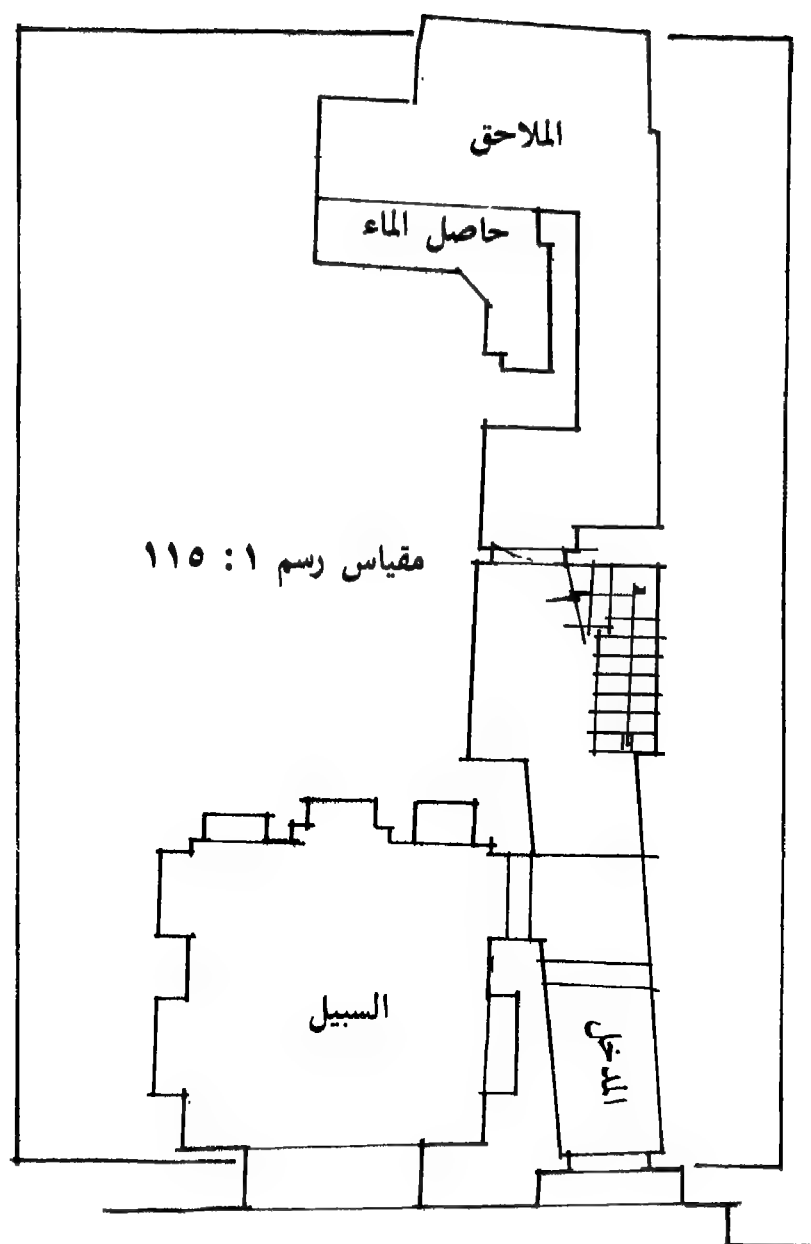 الملاحق
حاصل الماء
مقياس رسم ١: ١١٥
السبيل
المدخل